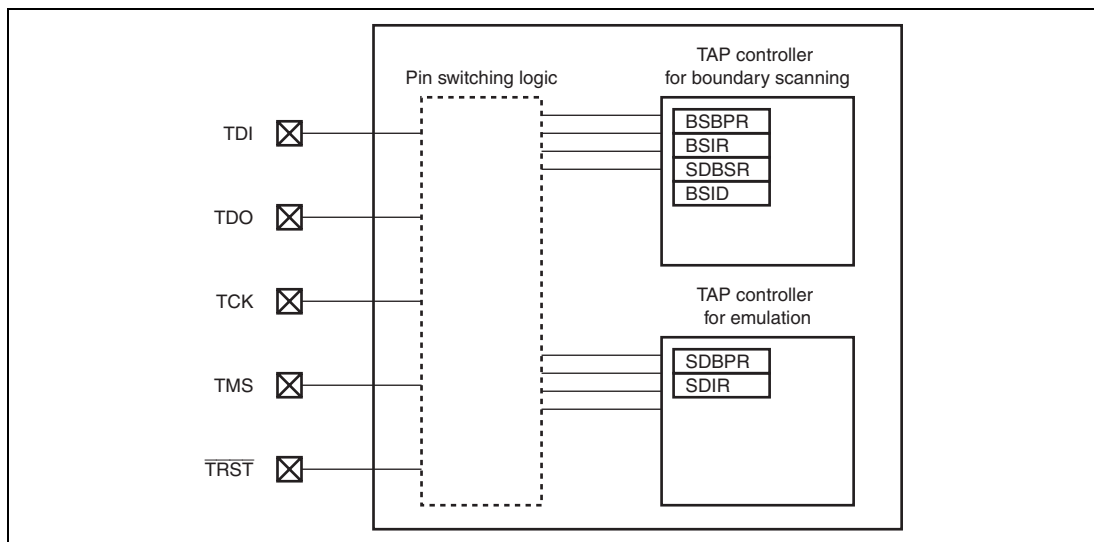 TAP controller
for boundary scanning
Pin switching logic
BSBPR
BSIR
SDBSR
BSID
TDI
TDO
TCK
TMS
TRST
TAP controller
for emulation
SDBPR
SDIR